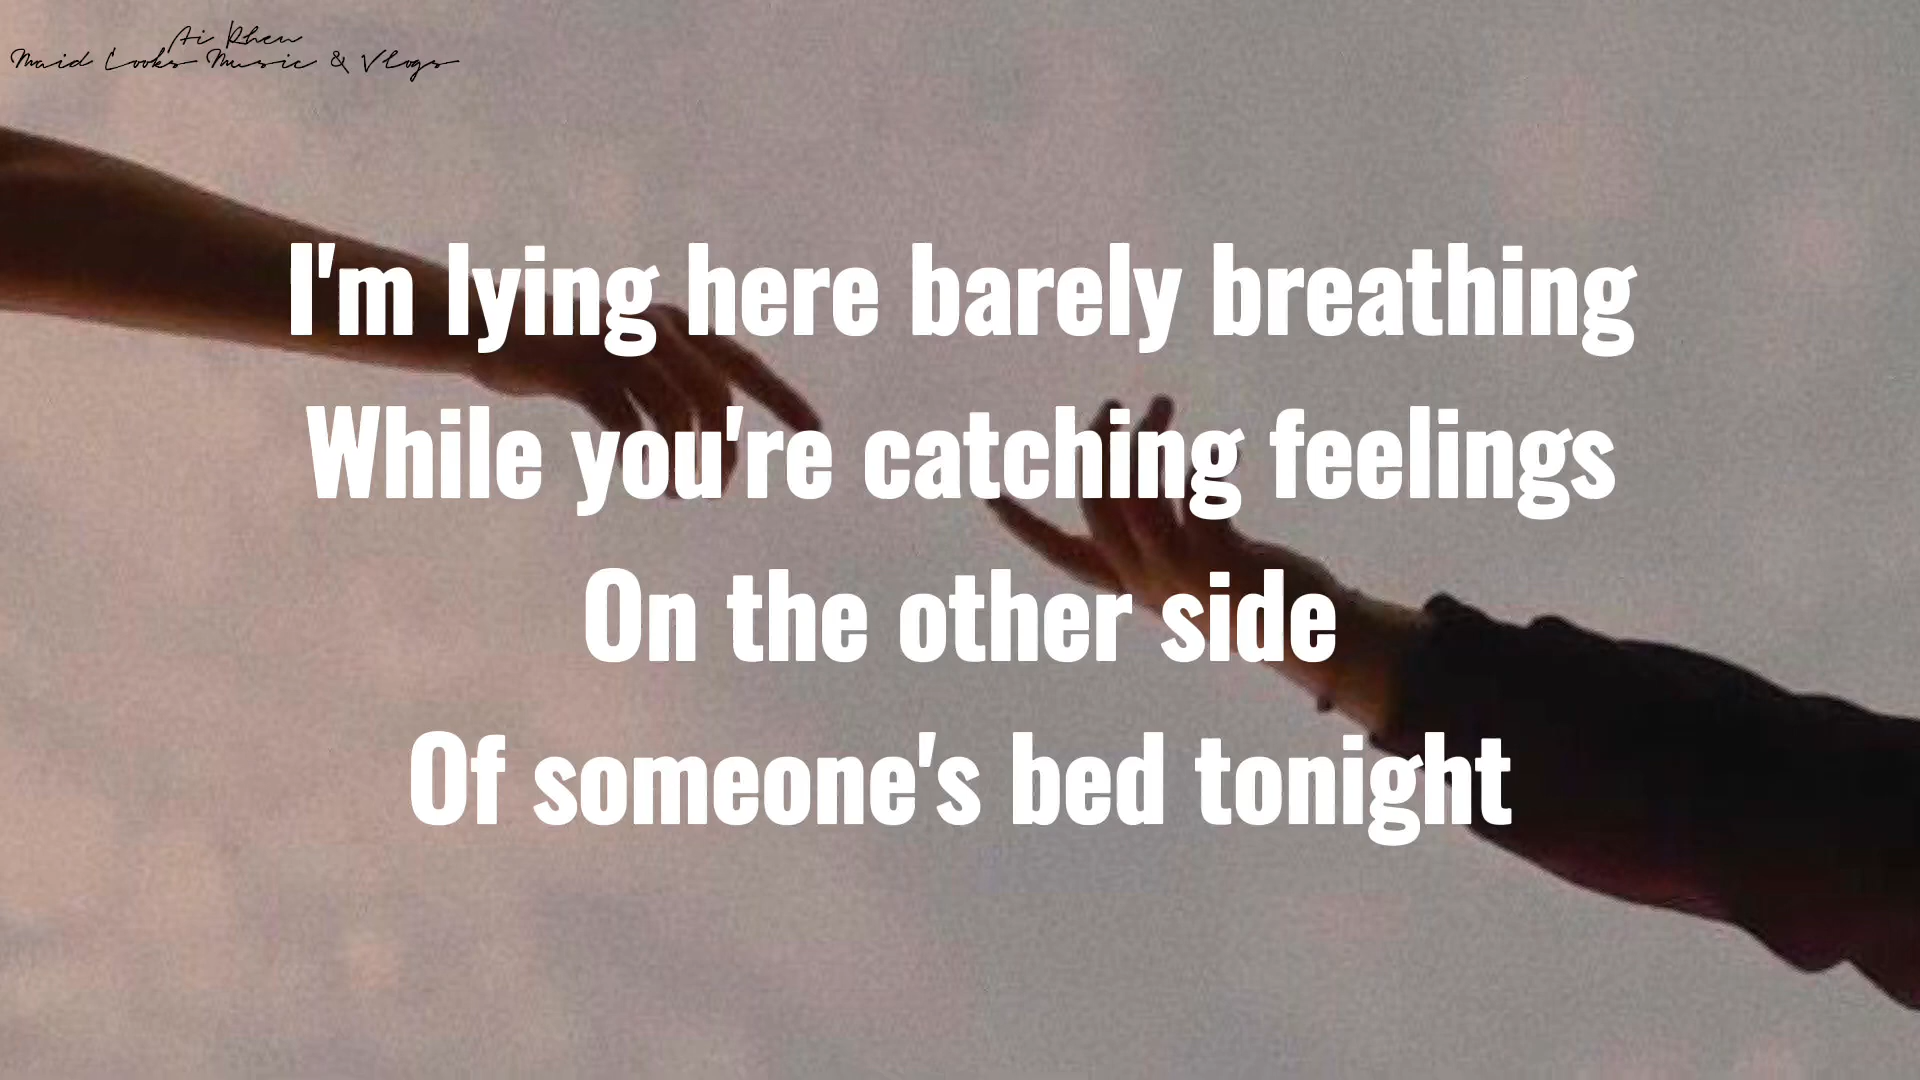 Ai Rhen
Maid Cooks Music & Vlogs
I'm lying here barely breathing
While you're catching feelings
On the other side
Of someone's bed tonight